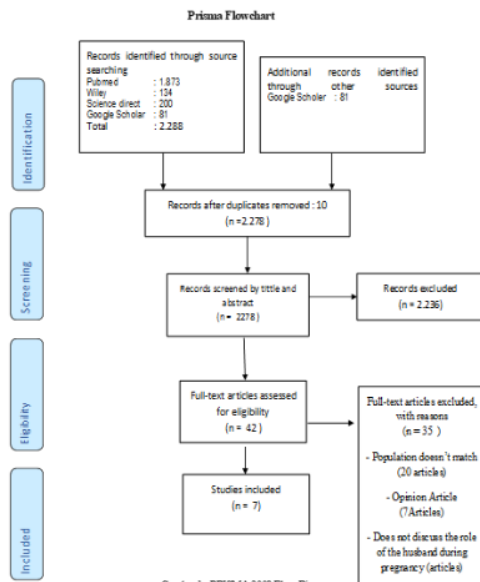 Prisma Flowchart
Records identified through source
searching
Pubmed : 1.873
Wiley : 134
Science direct : 200
Google Scholar : 81
Total : 2.288
Additional records identified
through other sources
Google Scholer : 81
Identification
Records after duplicates removed : 10
(n =2.278 )
Screening
Records screened by tittle and
abstract
(n = 2278 )
Records excluded
(n = 2.236)
Eligibility
Full-text articles assessed
for eligibility
(n = 42 )
Full-text articles excluded,
with reasons
(n = 35 )
- Population doesn't match
(20 articles)
- Opinion Article
(7Articles)
- Does not discuss the role
of the husband during
pregnancy (articles)
Included
Studies included
(n = 7)